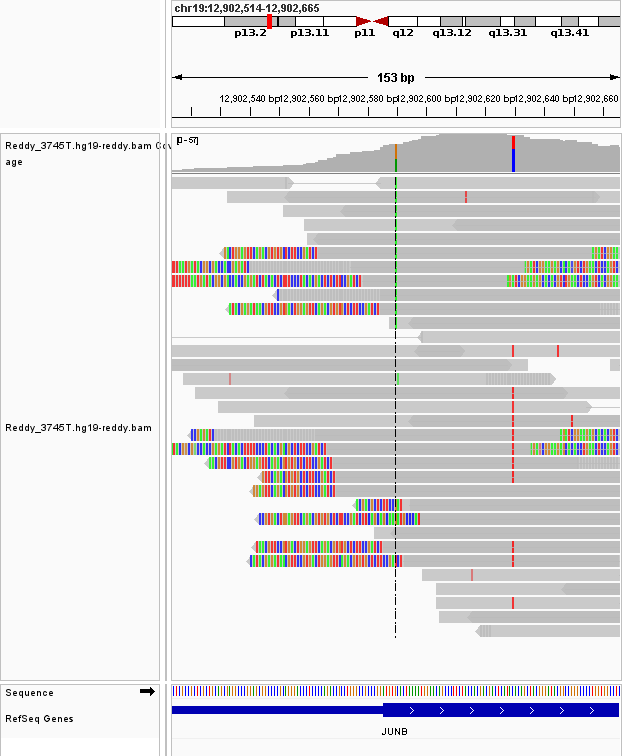 chr19:12,902,514-12,902,665
p13.2 p13.11 p11 q12 q13.12 q13.31 q13.41
153 bp
12,902,540 bp 12,902,560 bp 12,902,580 bp 12,902,600 bp 12,902,620 bp 12,902,640 bp 12,902,660
Reddy_3745T.hg19-reddy.bam Cov
age
[0-57]
Reddy_3745T.hg19-reddy.bam
Sequence
RefSeq Genes
JUNB